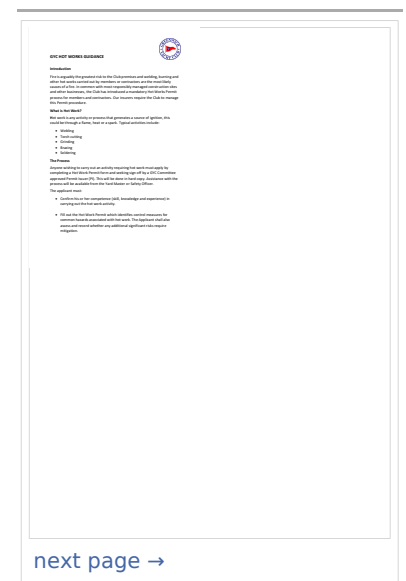 GYC HOT WORKS GUIDANCE
Introduction
Fire is arguably the greatest risk to the Club premises and welding, burning and
other hot works carried out by members or contractors are the most likely
causes of a fire. In common with most responsibly managed construction sites
and other businesses, the Club has introduced a mandatory Hot Work Permit
process for members and contractors. Our insurers require the Club to manage
this Permit procedure.
What is Hot Work?
Hot work is any activity or process that generates a source of ignition, this
could be through a flame, heat or a spark. Typical activities include:
• Welding
• Torch cutting
• Grinding
• Brazing
• Soldering
The Process
Anyone wishing to carry out an activity requiring hot work must apply by
completing a Hot Work Permit form and seeking sign off by a GYC Committee
approved Permit Issuer (PI). This will be done in hard copy. Assistance with the
process will be available from the Yard Master or Safety Officer.
The applicant must:
• Confirm his or her competence (skill, knowledge and experience) in
carrying out the hot work activity.
• Fill out the Hot Work Permit which identifies control measures for
common hazards associated with hot work. The Applicant shall also
assess and record whether any additional significant risks require
mitigation.
next page →